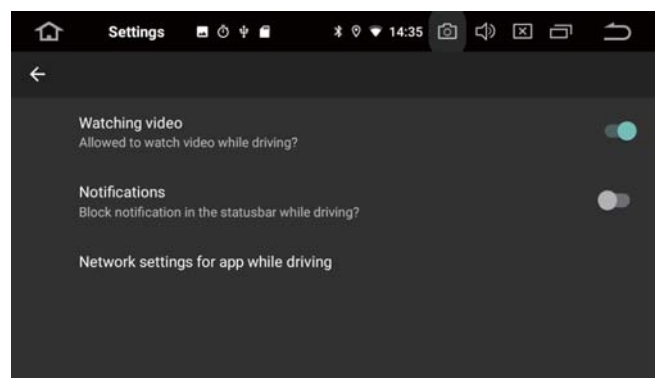 Settings 14:35
Watching video
Allowed to watch video while driving?
Notifications
Block notification in the statusbar while driving?
Network settings for app while driving